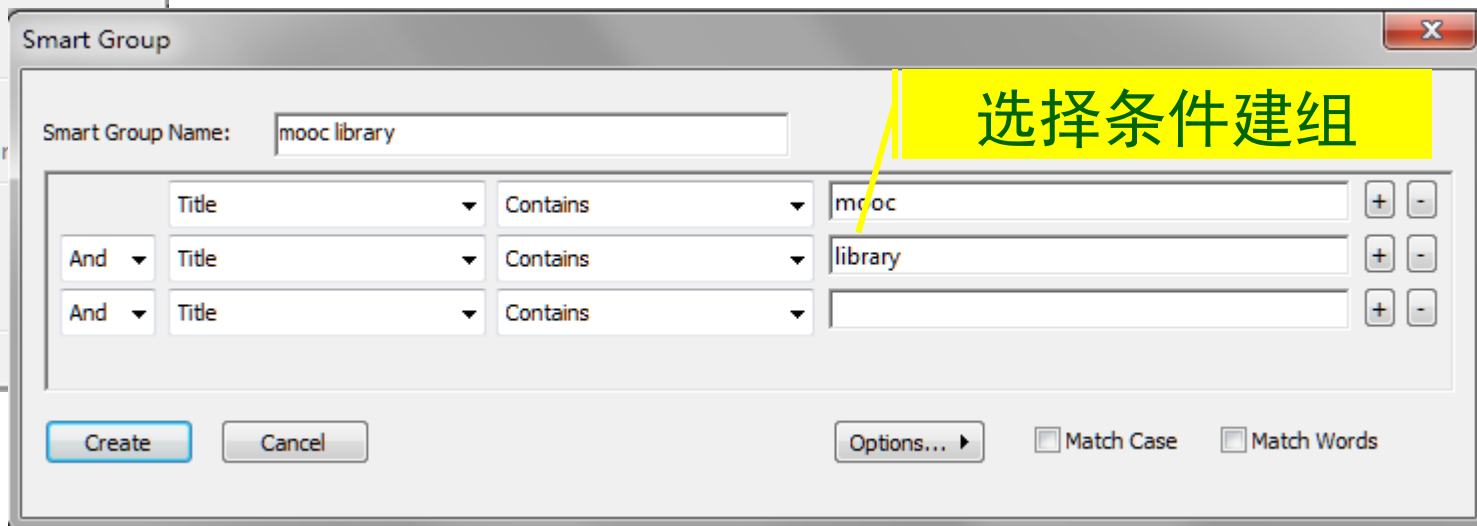 Smart Group
选择条件建组
Smart Group Name: mooc library
Title Contains mooc + -
And Title Contains library + -
And Title Contains + -
Create Cancel Options... Match Case Match Words